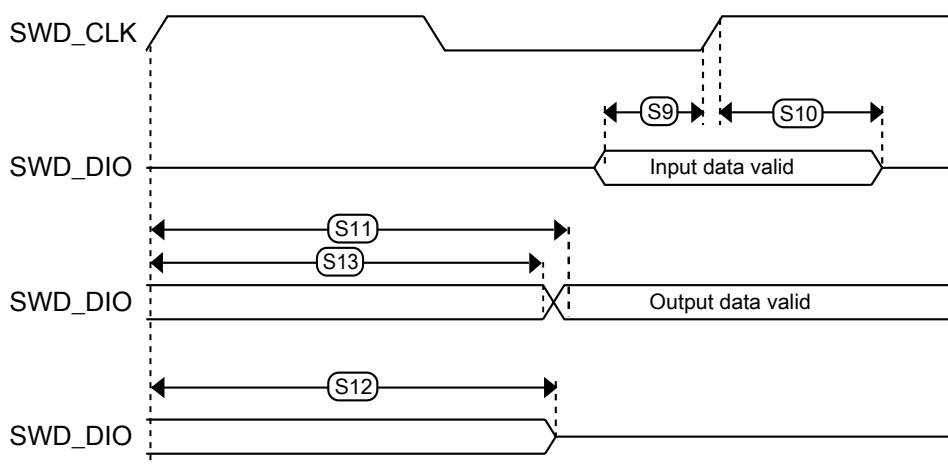 SWD_CLK
S9
S10
SWD_DIO
Input data valid
S11
S13
SWD_DIO
Output data valid
S12
SWD_DIO